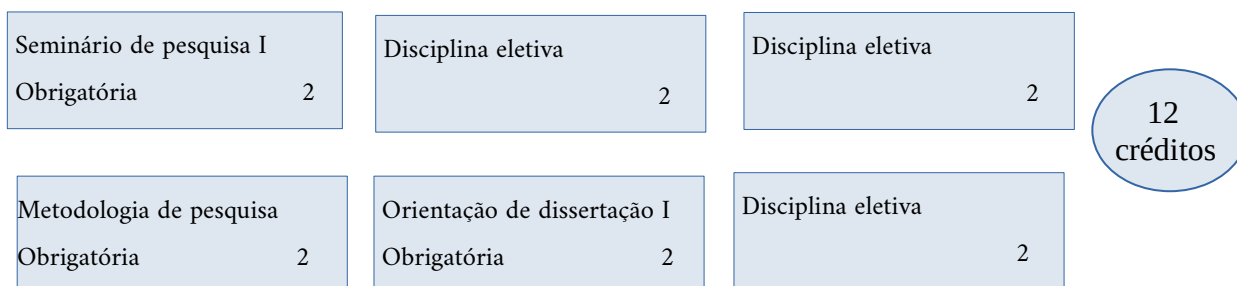 Seminário de pesquisa I
Obrigatória 2
Disciplina eletiva
2
Disciplina eletiva
2
12
créditos
Metodologia de pesquisa
Obrigatória 2
Orientação de dissertação I
Obrigatória 2
Disciplina eletiva
2